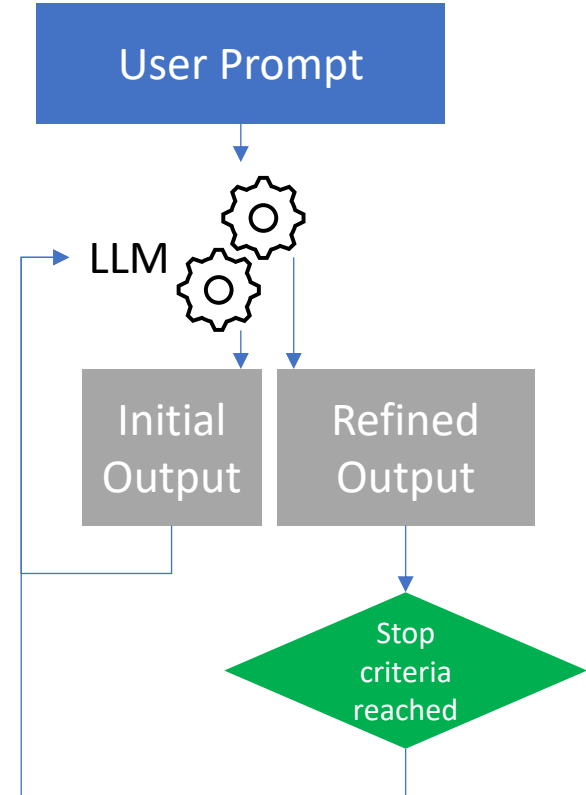 User Prompt
LLM
Initial
Output
Refined
Output
Stop
criteria
reached